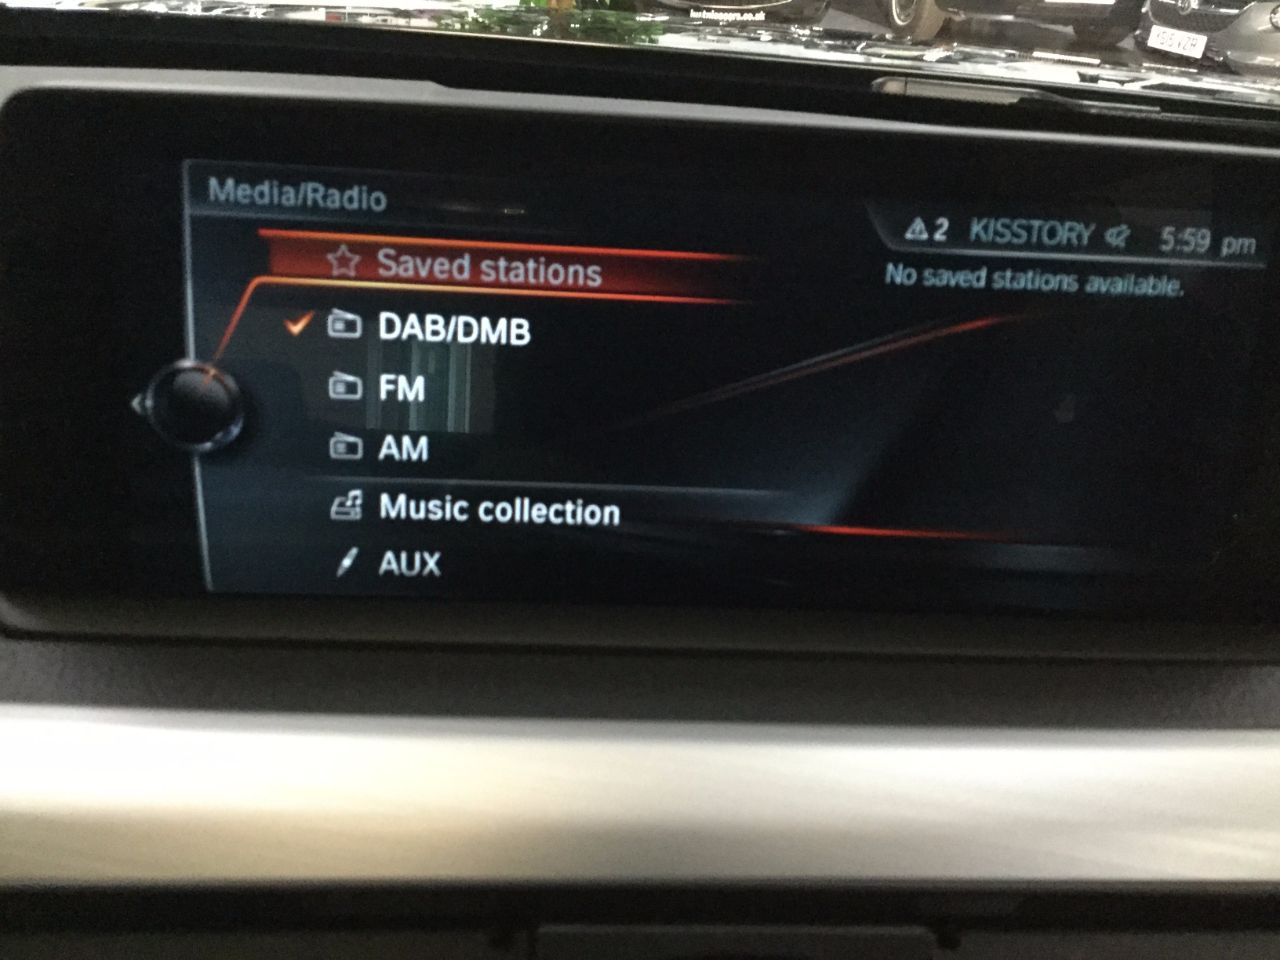 Media/Radio
2 KISSTORY 5:59 pm
Saved stations
No saved stations available.
DAB/DMB
FM
AM
Music collection
AUX